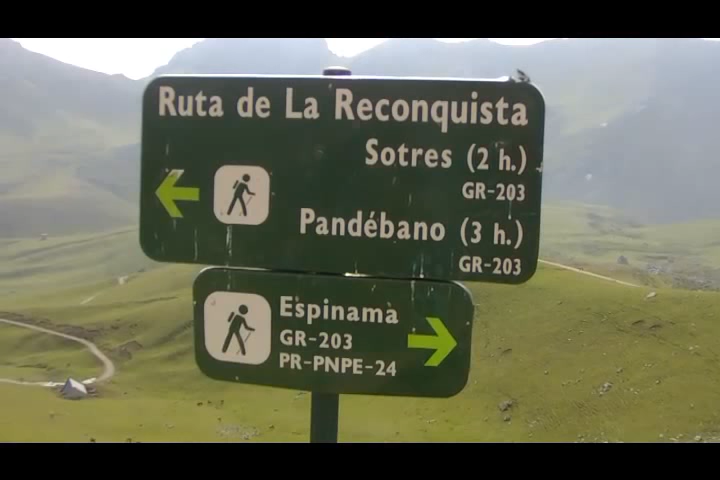 Ruta de La Reconquista
Sotres (2 h.)
GR-203
Pandébano (3 h.)
GR-203
Espinama
GR-203
PR-PNPE-24